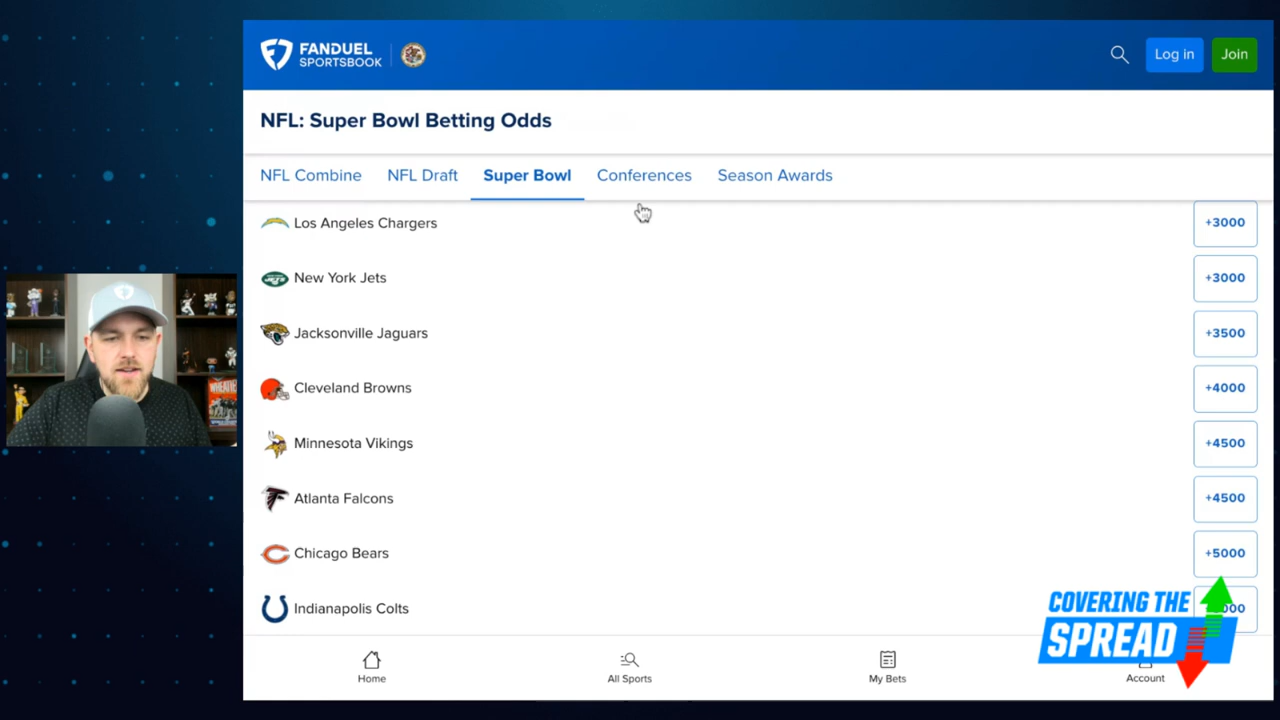 FANDUEL
SPORTSBOOK
Log in
Join
NFL: Super Bowl Betting Odds
NFL Combine
NFL Draft
Super Bowl
Conferences
Season Awards
Los Angeles Chargers
+3000
New York Jets
+3000
Jacksonville Jaguars
+3500
Cleveland Browns
+4000
Minnesota Vikings
+4500
Atlanta Falcons
+4500
Chicago Bears
+5000
Indianapolis Colts
COVERING THE
SPREAD
Home
All Sports
My Bets
Account
WHEATIES
JETS